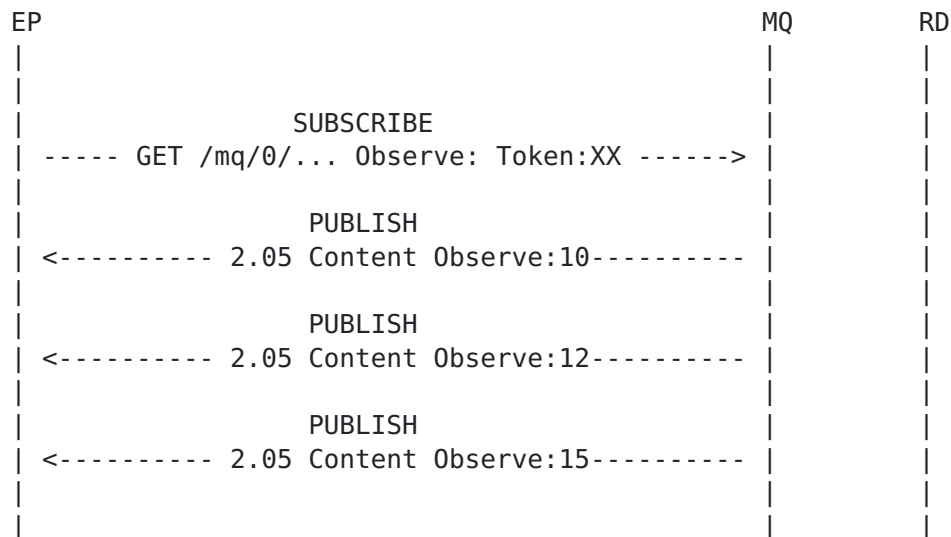 EP MQ RD
| | |
| | |
| SUBSCRIBE | |
| ----- GET /mq/0/... Observe: Token:XX ------> | |
| | |
| PUBLISH | |
| <---------- 2.05 Content Observe:10---------- | |
| | |
| PUBLISH | |
| <---------- 2.05 Content Observe:12---------- | |
| | |
| PUBLISH | |
| <---------- 2.05 Content Observe:15---------- | |
| | |
| | |